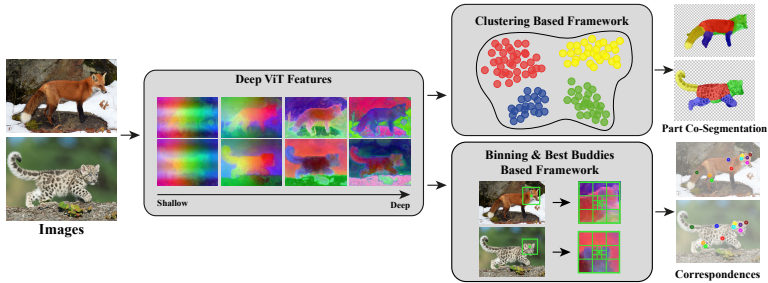 Images
Deep ViT Features
Shallow
Deep
Clustering Based Framework
Part Co-Segmentation
Binning & Best Buddies
Based Framework
Correspondences